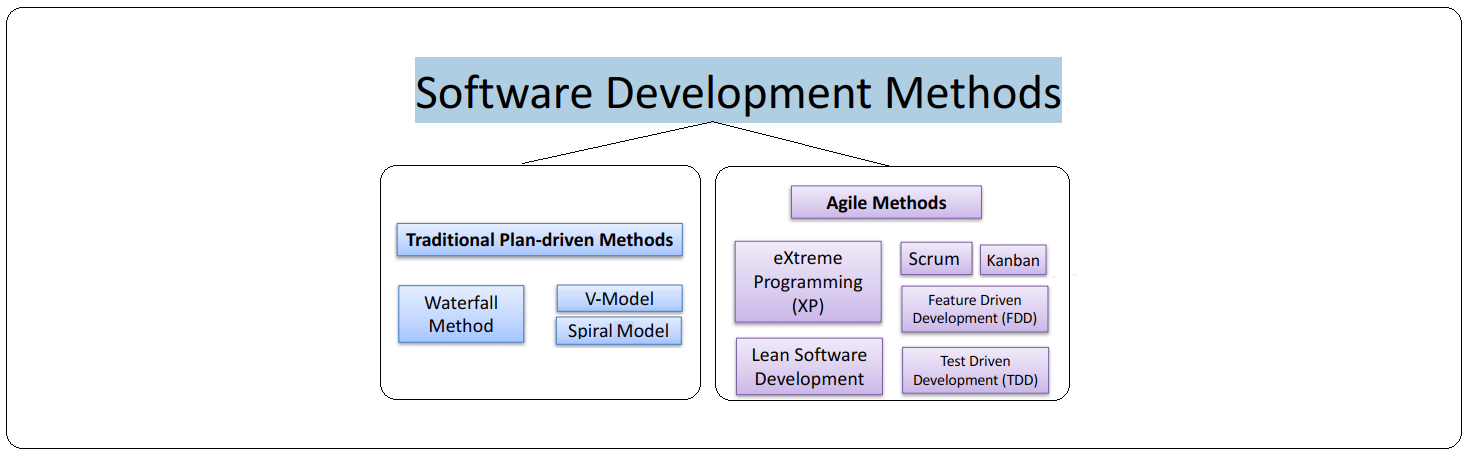 Software Development Methods
Traditional Plan-driven Methods
Waterfall
Method
V-Model
Spiral Model
Agile Methods
eXtreme
Programming
(XP)
Scrum
Kanban
Feature Driven
Development (FDD)
Lean Software
Development
Test Driven
Development (TDD)